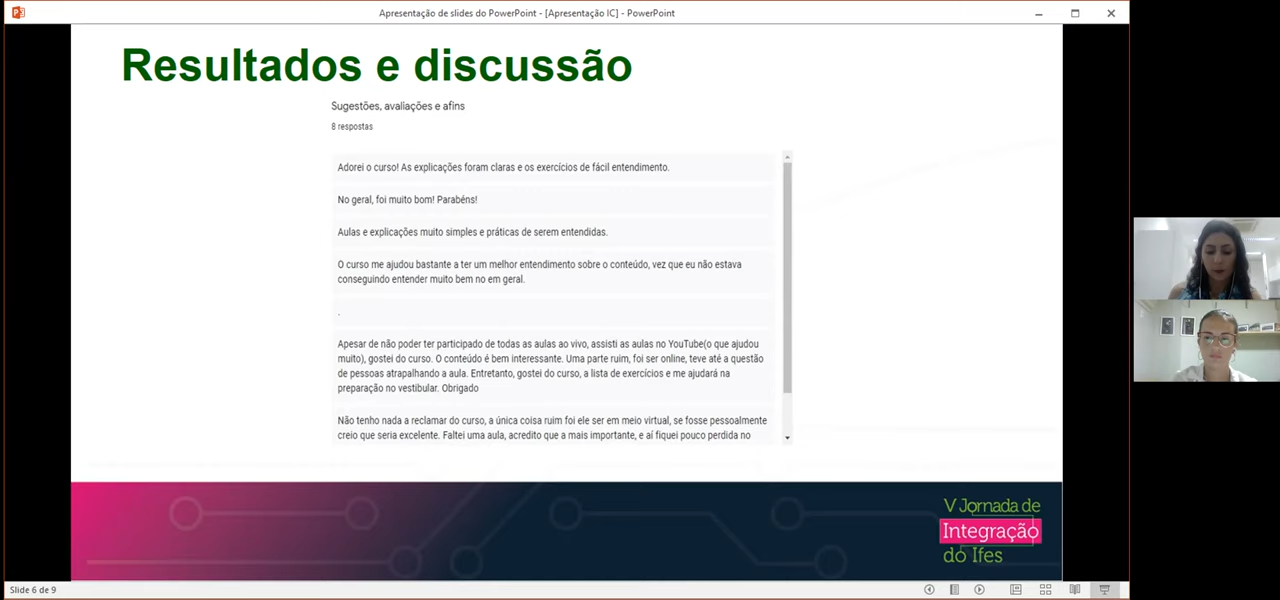 Apresentação de slides do PowerPoint - [Apresentação IC] - PowerPoint
Resultados e discussão
Sugestões, avaliações e afins
8 respostas
Adorei o curso! As explicações foram claras e os exercícios de fácil entendimento.
No geral, foi muito bom! Parabéns!
Aulas e explicações muito simples e práticas de serem entendidas.
O curso me ajudou bastante a ter um melhor entendimento sobre o conteúdo, vez que eu não estava
conseguindo entender muito bem no em geral.
.
Apesar de não poder ter participado de todas as aulas ao vivo, assisti as aulas no YouTube(o que ajudou
muito), gostei do curso. O conteúdo é bem interessante. Uma parte ruim, foi ser online, teve até a questão
de pessoas atrapalhando a aula. Entretanto, gostei do curso, a lista de exercícios e me ajudará na
preparação no vestibular. Obrigado
Não tenho nada a reclamar do curso, a única coisa ruim foi ele ser em meio virtual, se fosse pessoalmente
creio que seria excelente. Faltei uma aula, acredito que a mais importante, e aí fiquei pouco perdida no
V Jornada de
Integração
do Ifes
Slide 6 de 9